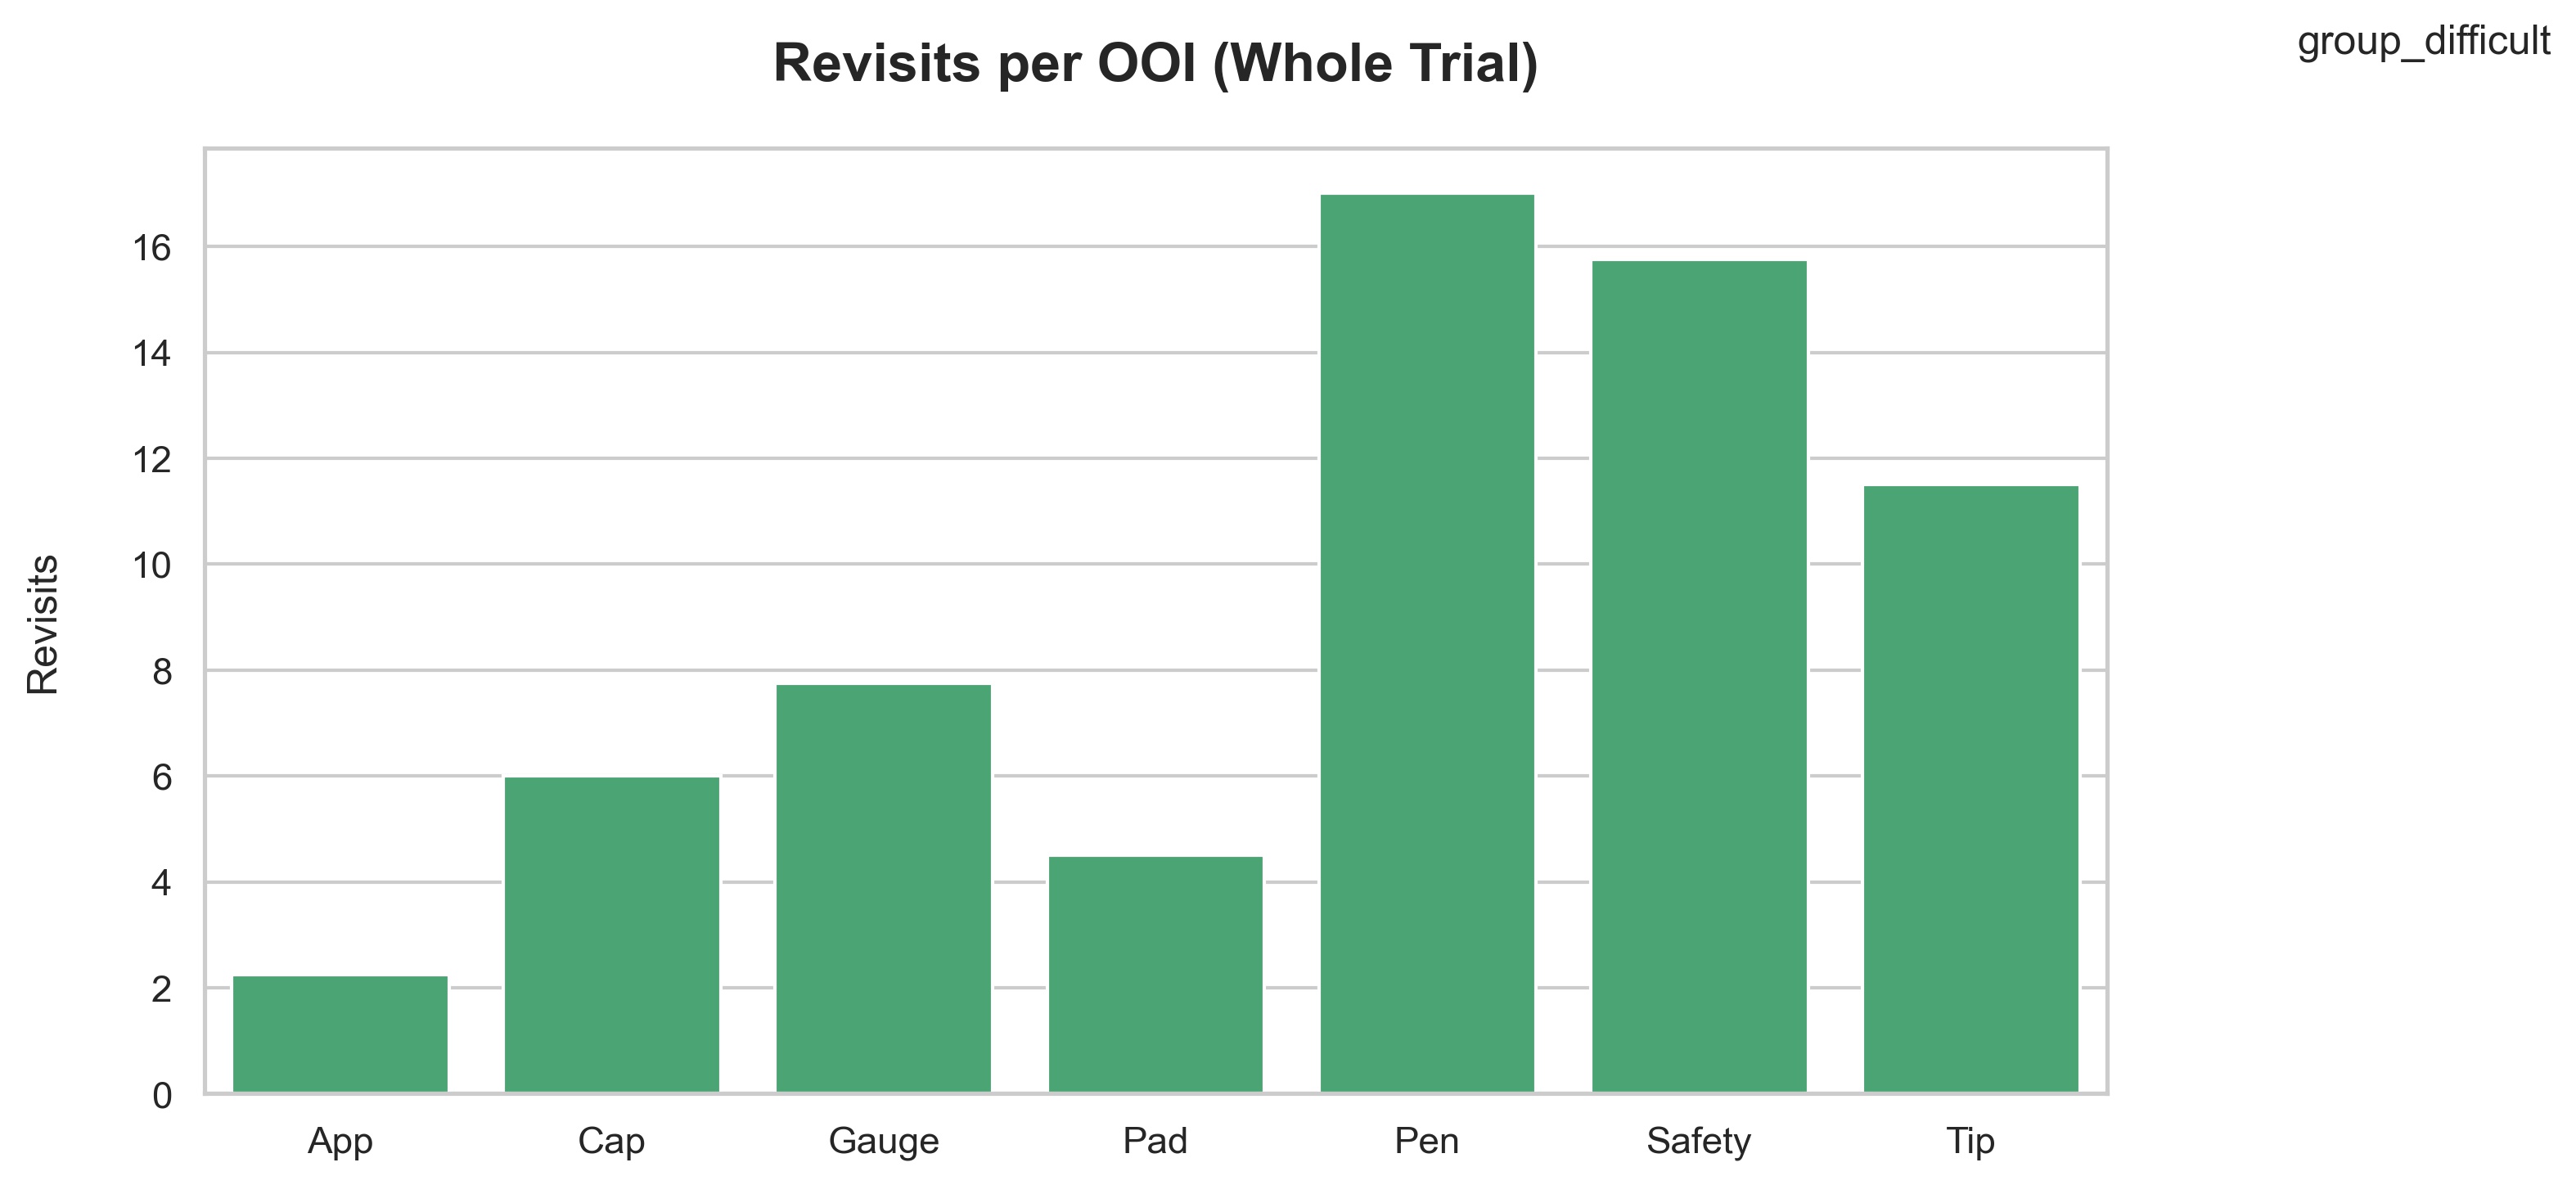 group_difficult
Revisits per OOI (Whole Trial)
Revisits
16
14
12
10
8
6
4
2
0
App Cap Gauge Pad Pen Safety Tip